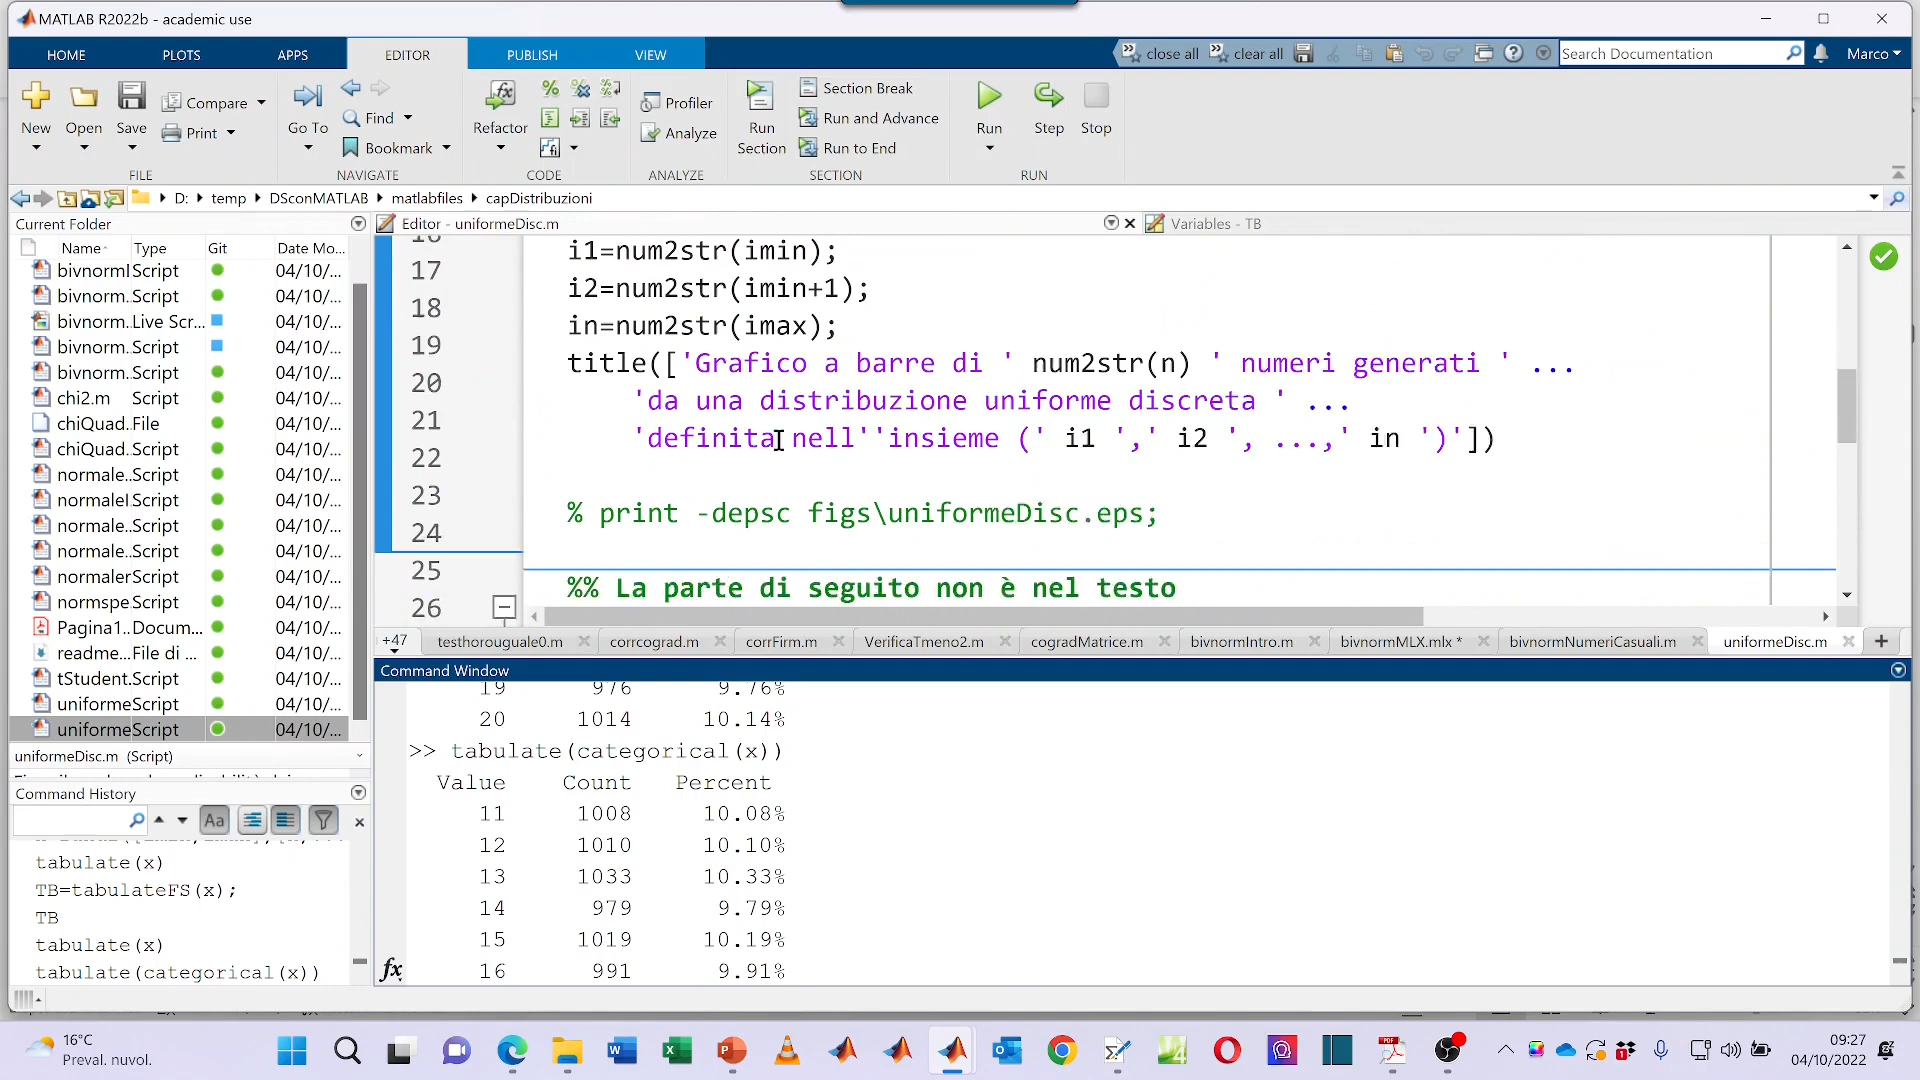 MATLAB R2022b - academic use
HOME PLOTS APPS EDITOR PUBLISH VIEW
close all clear all Search Documentation Marco
New Open Save Compare Print
FILE
Go To Find Bookmark
NAVIGATE
Refactor
CODE
Profiler
Analyze
ANALYZE
Run Section
Section Break
Run and Advance
Run to End
SECTION
Run Step Stop
RUN
D: temp DSconMATLAB matlabfiles capDistribuzioni
Current Folder
Name Type Git Date Mo...
bivnorml Script 04/10/...
bivnorm. Script 04/10/...
bivnorm. Live Scr... 04/10/...
bivnorm. Script 04/10/...
bivnorm. Script 04/10/...
chi2.m Script 04/10/...
chiQuad. File 04/10/...
chiQuad. Script 04/10/...
normale. Script 04/10/...
normalel Script 04/10/...
normale. Script 04/10/...
normale. Script 04/10/...
normaler Script 04/10/...
normspe Script 04/10/...
Pagina1.. Docum... 04/10/...
readme... File di ... 04/10/...
tStudent. Script 04/10/...
uniforme Script 04/10/...
uniforme Script 04/10/...
uniformeDisc.m (Script)
Command History
Aa
tabulate(x)
TB=tabulateFS(x);
TB
tabulate(x)
tabulate(categorical(x))
Editor - uniformeDisc.m Variables - TB
16
17
18
19
20
21
22
23
24
25
26
i1=num2str(imin);
i2=num2str(imin+1);
in=num2str(imax);
title(['Grafico a barre di ' num2str(n) ' numeri generati ' ...
'da una distribuzione uniforme discreta ' ...
'definita nell''insieme (' i1 ',' i2 ', ...,' in ')'])
% print -depsc figs\uniformeDisc.eps;
%% La parte di seguito non è nel testo
+47 testhorouguale0.m corrcograd.m corrFirm.m VerificaTmeno2.m cogradMatrice.m bivnormIntro.m bivnormMLX.mlx * bivnormNumeriCasuali.m uniformeDisc.m
Command Window
19 976 9.76%
20 1014 10.14%
>> tabulate(categorical(x))
Value Count Percent
11 1008 10.08%
12 1010 10.10%
13 1033 10.33%
14 979 9.79%
15 1019 10.19%
16 991 9.91%
fx
16°C
Preval. nuvol.
09:27
04/10/2022